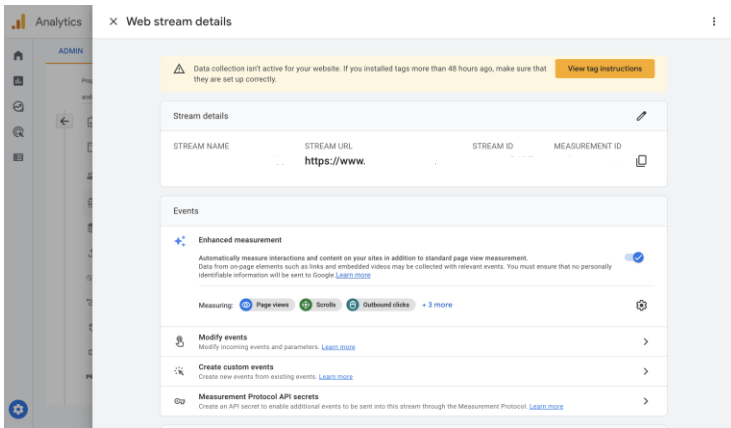 Analytics
Web stream details
ADMIN
Data collection isn't active for your website. If you installed tags more than 48 hours ago, make sure that
they are set up correctly.
View tag instructions
Stream details
STREAM NAME
STREAM URL
STREAM ID
MEASUREMENT ID
https://www.
Events
Enhanced measurement
Automatically measure interactions and content on your sites in addition to standard page view measurement.
Data from on-page elements such as links and embedded videos may be collected with relevant events. You must ensure that no personally
identifiable information will be sent to Google. Learn more
Measuring:
Page views
Scrolls
Outbound clicks
+ 3 more
Modify events
Modify incoming events and parameters. Learn more
Create custom events
Create new events from existing events. Learn more
Measurement Protocol API secrets
Create an API secret to enable additional events to be sent into this stream through the Measurement Protocol. Learn more